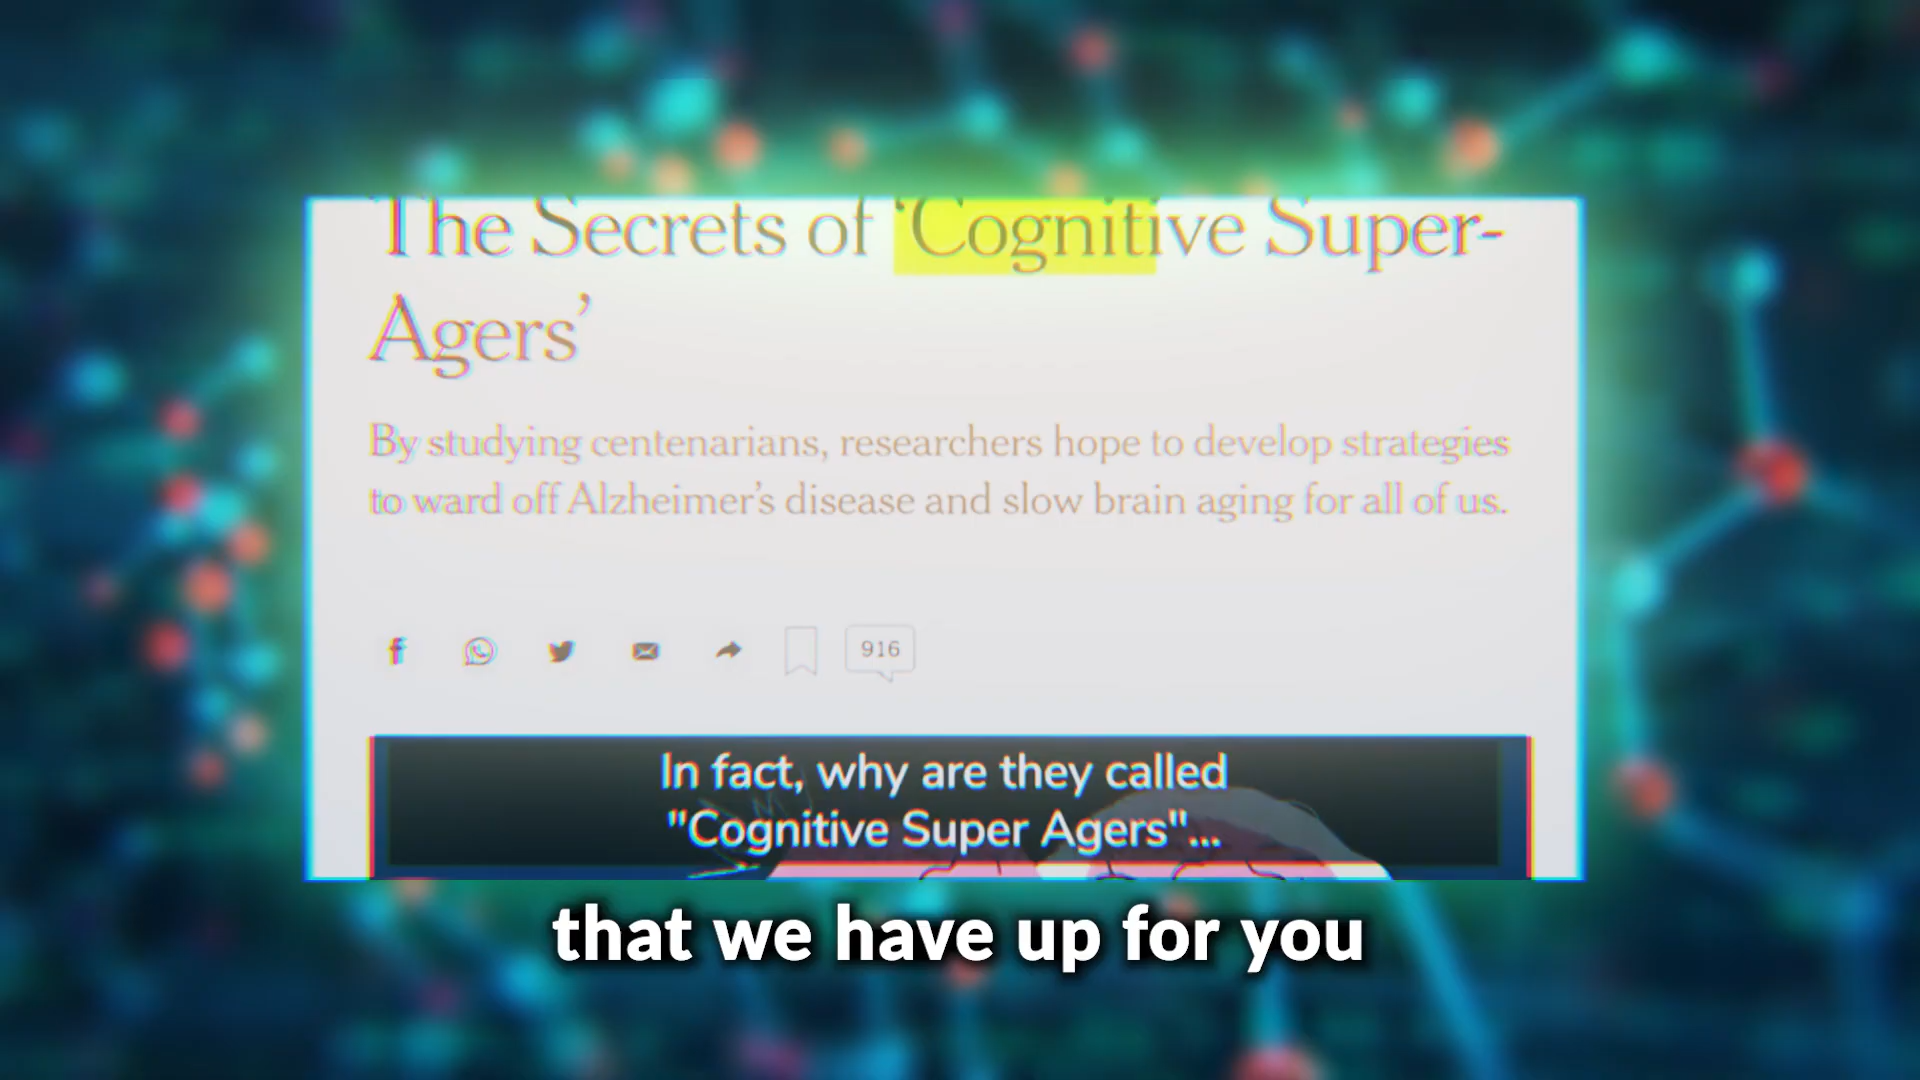 The Secrets of ‘Cognitive Super-
Agers’
By studying centenarians, researchers hope to develop strategies
to ward off Alzheimer’s disease and slow brain aging for all of us.
916
In fact, why are they called
"Cognitive Super Agers"...
that we have up for you